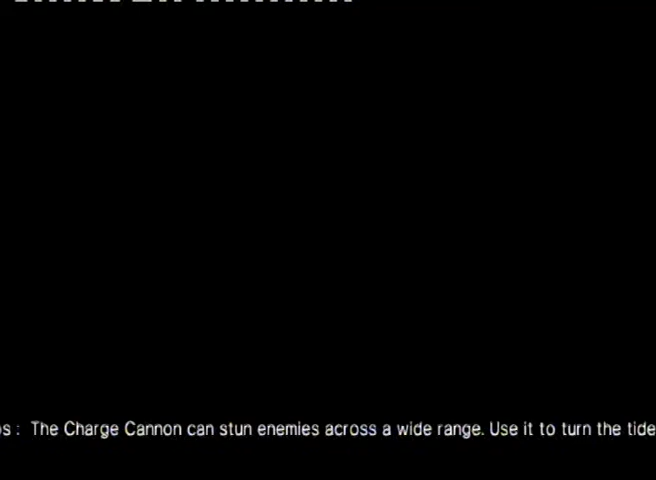 s : The Charge Cannon can stun enemies across a wide range. Use it to turn the tide